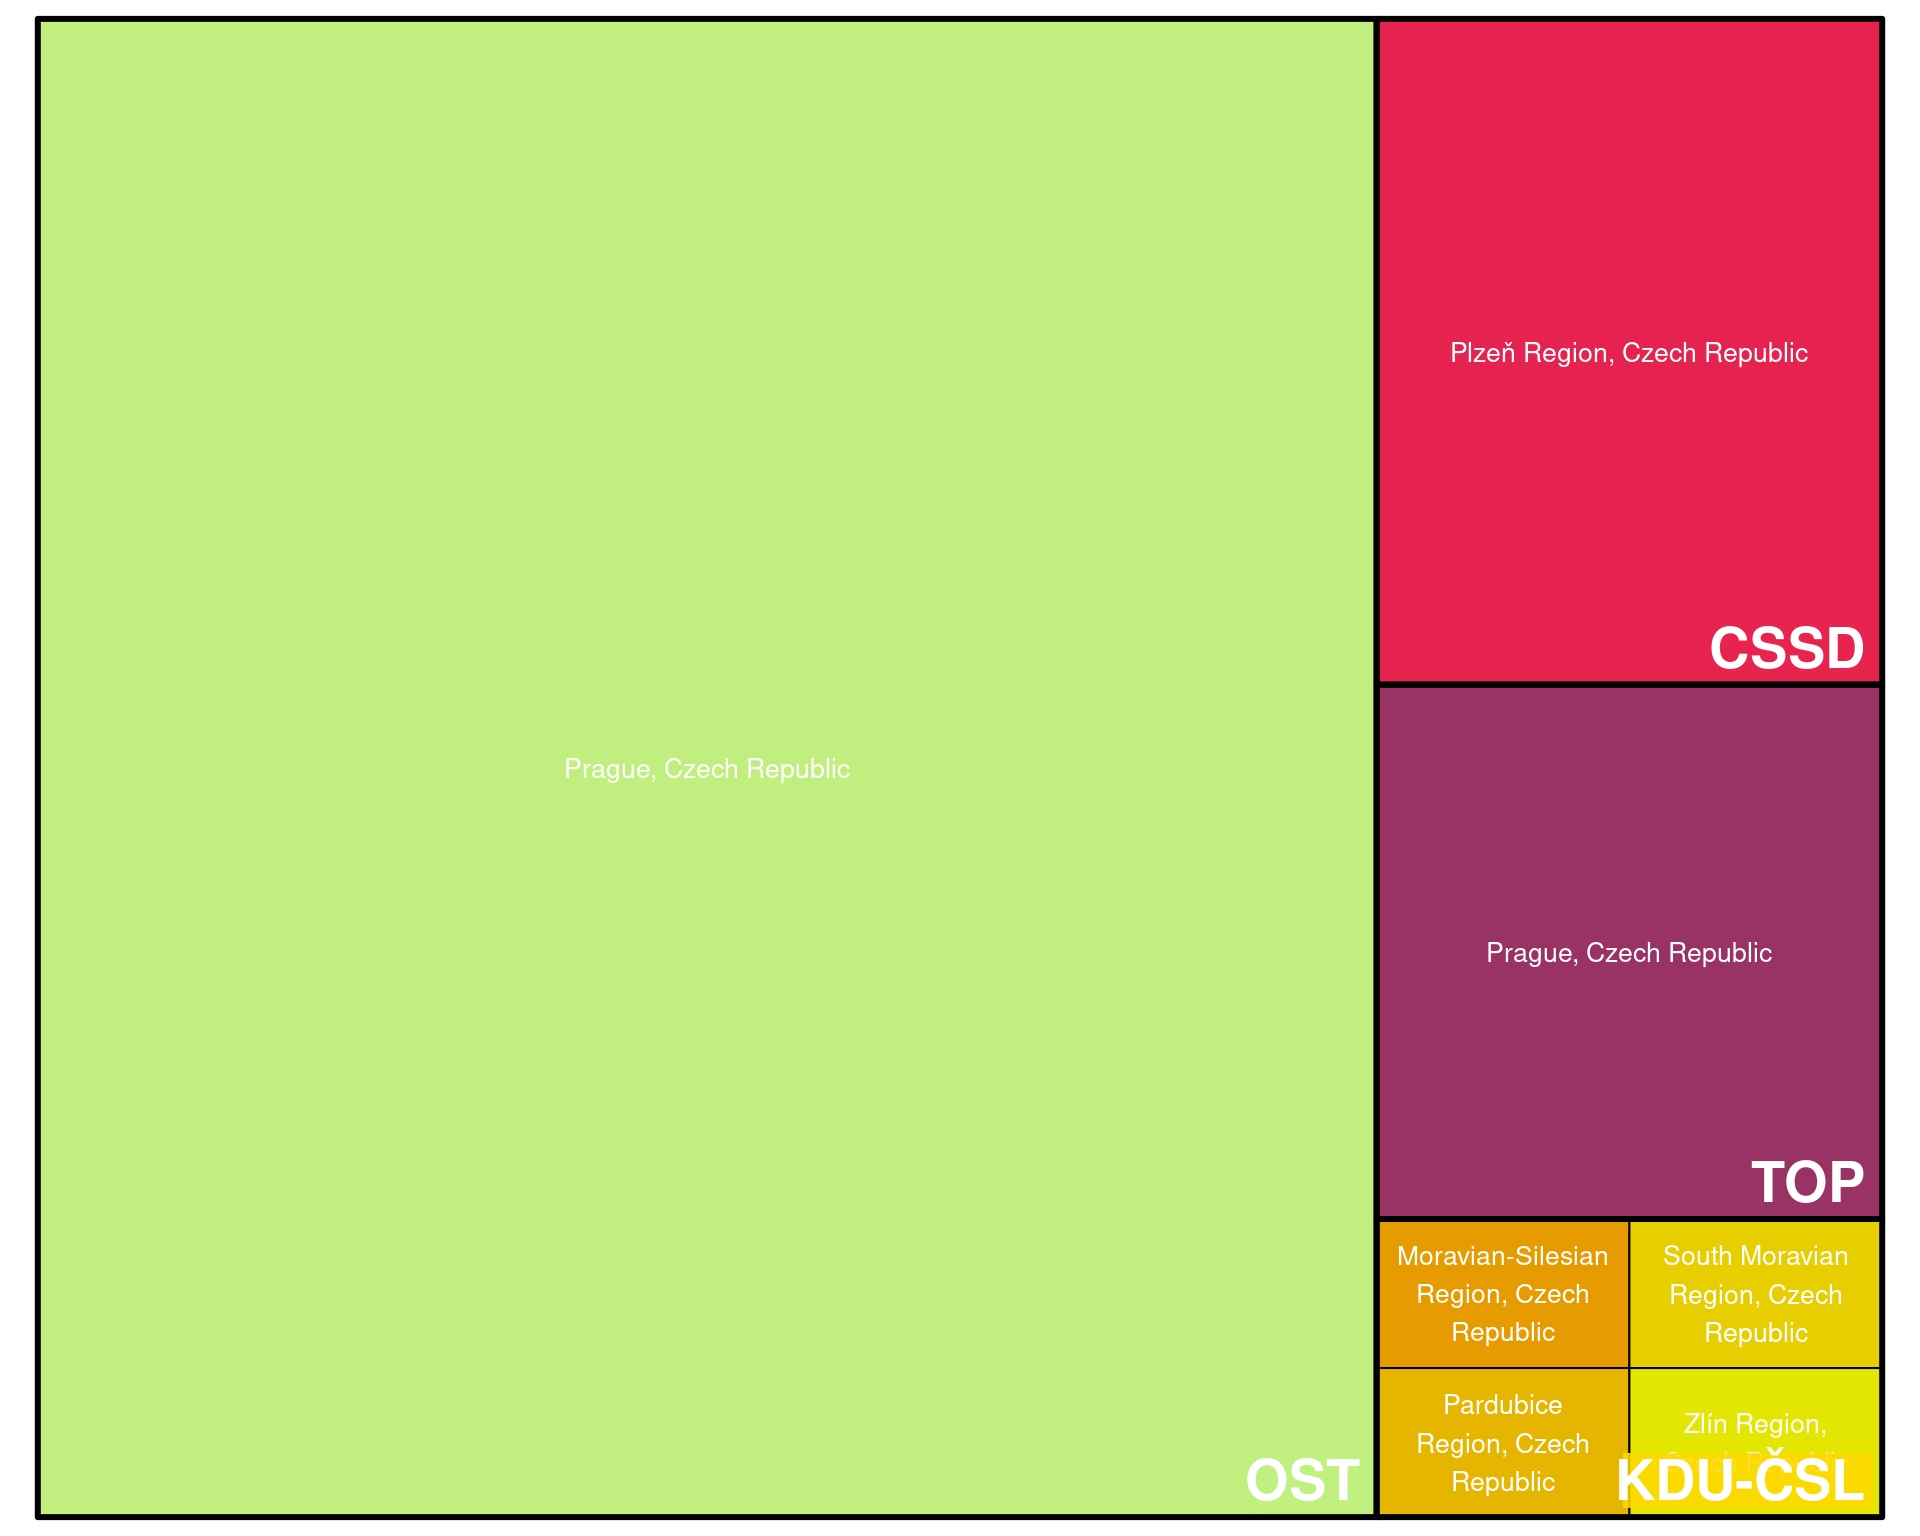 Prague, Czech Republic
OST
Plzeň Region, Czech Republic
CSSD
Prague, Czech Republic
TOP
Moravian-Silesian
Region, Czech
Republic
South Moravian
Region, Czech
Republic
Pardubice
Region, Czech
Republic
Zlín Region,
KDU-ČSL